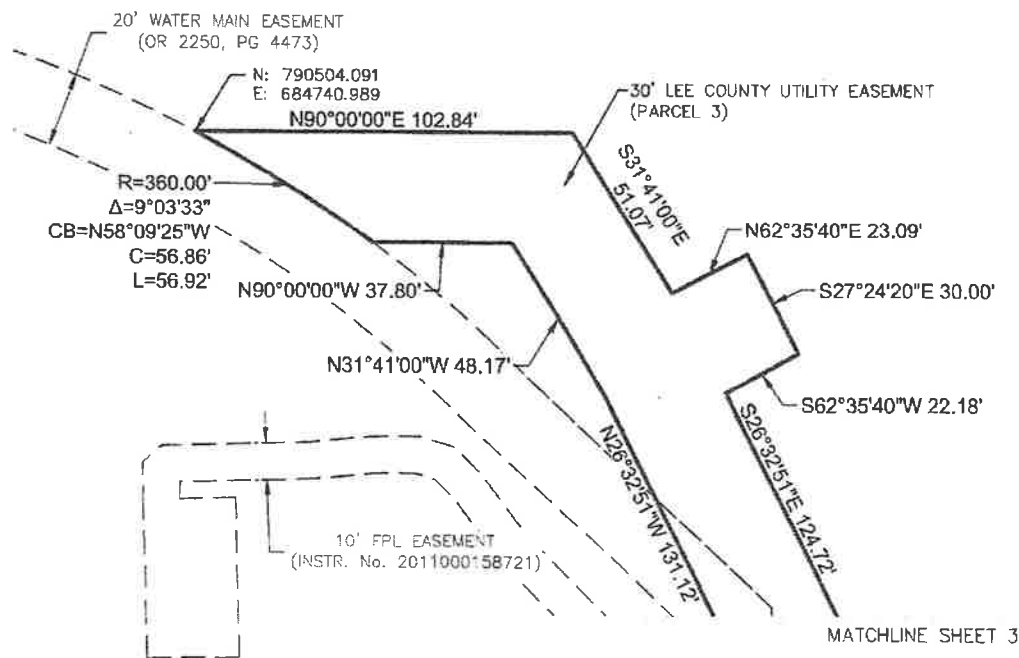 20' WATER MAIN EASEMENT
(OR 2250, PG 4473)
N: 790504.091
E: 684740.989
N90°00'00"E 102.84'
30' LEE COUNTY UTILITY EASEMENT
(PARCEL 3)
S31°41'00"E
51.07'
R=360.00'
Δ=9°03'33"
CB=N58°09'25"W
C=56.86'
L=56.92'
N62°35'40"E 23.09'
S27°24'20"E 30.00'
N90°00'00"W 37.80'
N31°41'00"W 48.17'
S62°35'40"W 22.18'
N26°32'51"W 131.12'
S26°32'51"E 124.72'
10' FPL EASEMENT
(INSTR. No. 2011000158721)
MATCHLINE SHEET 3